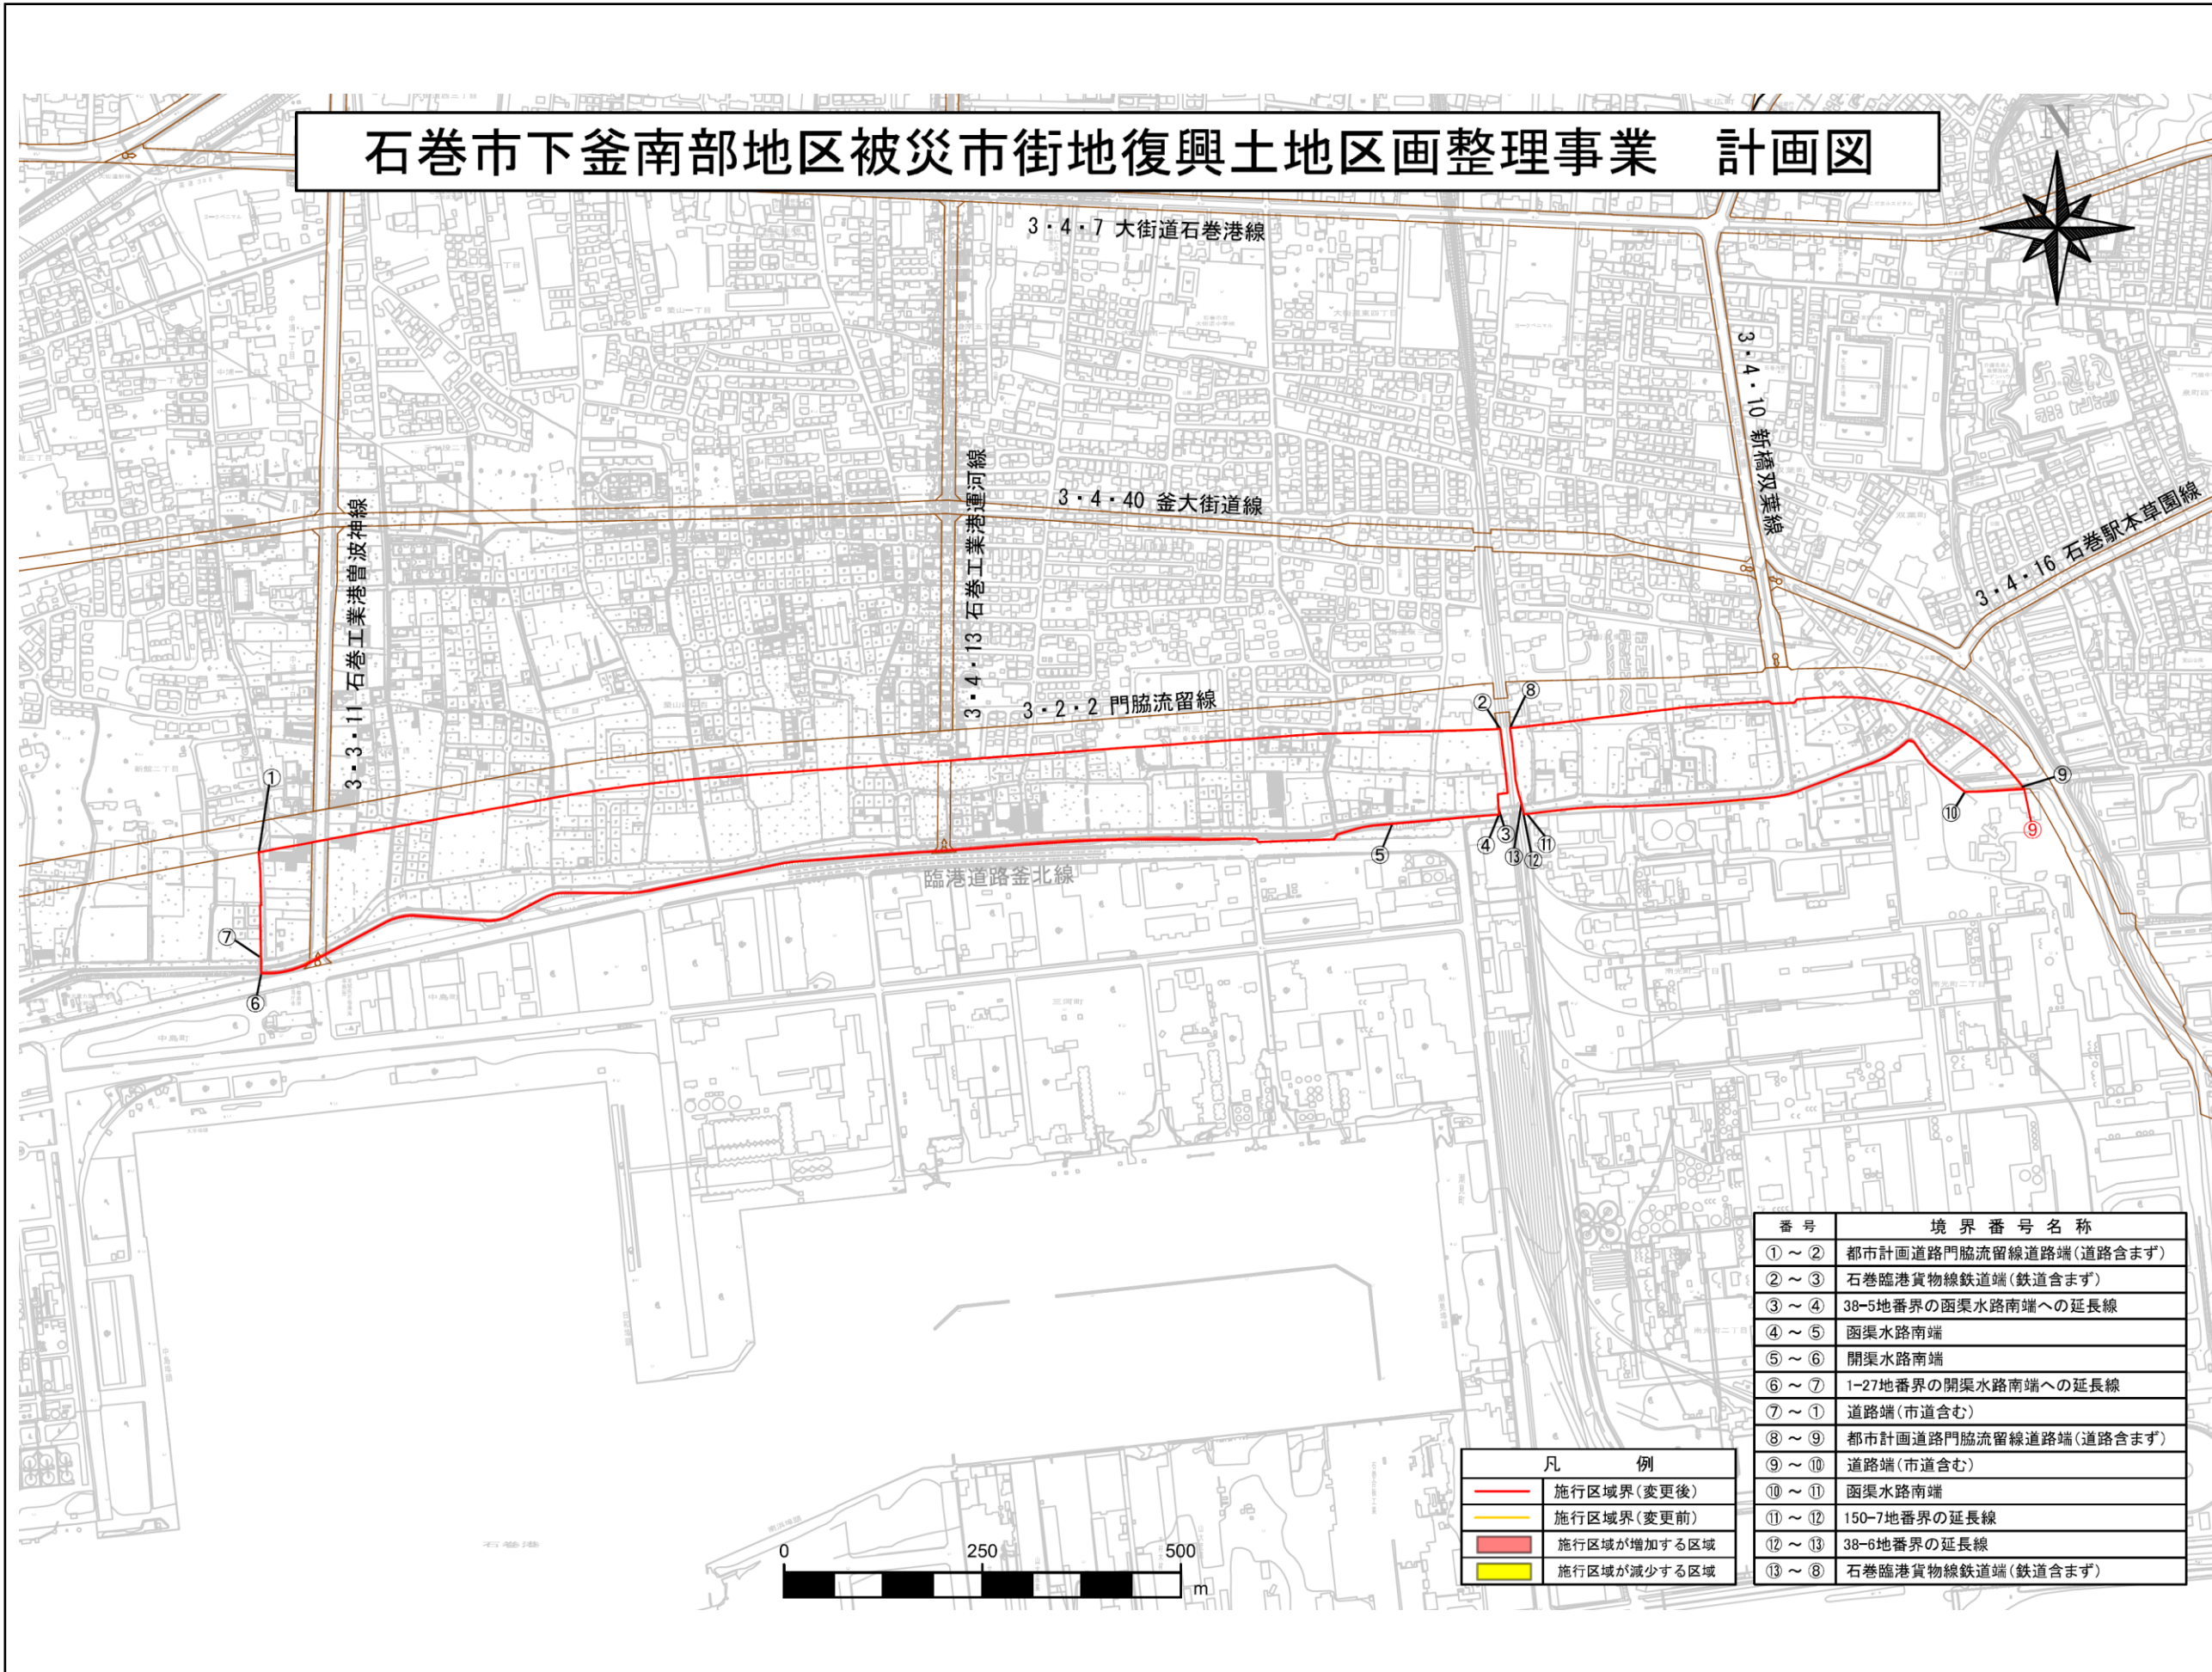 石巻市下釜南部地区被災市街地復興土地区画整理事業　計画図
N
3・4・7 大街道石巻港線
3・4・10 新橋双葉線
3・3・11 石巻工業港曽波神線
3・4・13 石巻工業港運河線
3・4・40 釜大街道線
3・4・16 石巻駅本草園線
3・2・2 門脇流留線
臨港道路釜北線
①
②
⑧
⑨
⑩
⑨
③
④
⑤
⑪
⑬
⑫
⑦
⑥
中島町
中島町
三河町
石巻港
0 250 500
m
凡 例
施行区域界(変更後)
施行区域界(変更前)
施行区域が増加する区域
施行区域が減少する区域
番号 境界番号名称
①～② 都市計画道路門脇流留線道路端(道路含まず)
②～③ 石巻臨港貨物線鉄道端(鉄道含まず)
③～④ 38-5地番界の函渠水路南端への延長線
④～⑤ 函渠水路南端
⑤～⑥ 開渠水路南端
⑥～⑦ 1-27地番界の開渠水路南端への延長線
⑦～① 道路端(市道含む)
⑧～⑨ 都市計画道路門脇流留線道路端(道路含まず)
⑨～⑩ 道路端(市道含む)
⑩～⑪ 函渠水路南端
⑪～⑫ 150-7地番界の延長線
⑫～⑬ 38-6地番界の延長線
⑬～⑧ 石巻臨港貨物線鉄道端(鉄道含まず)